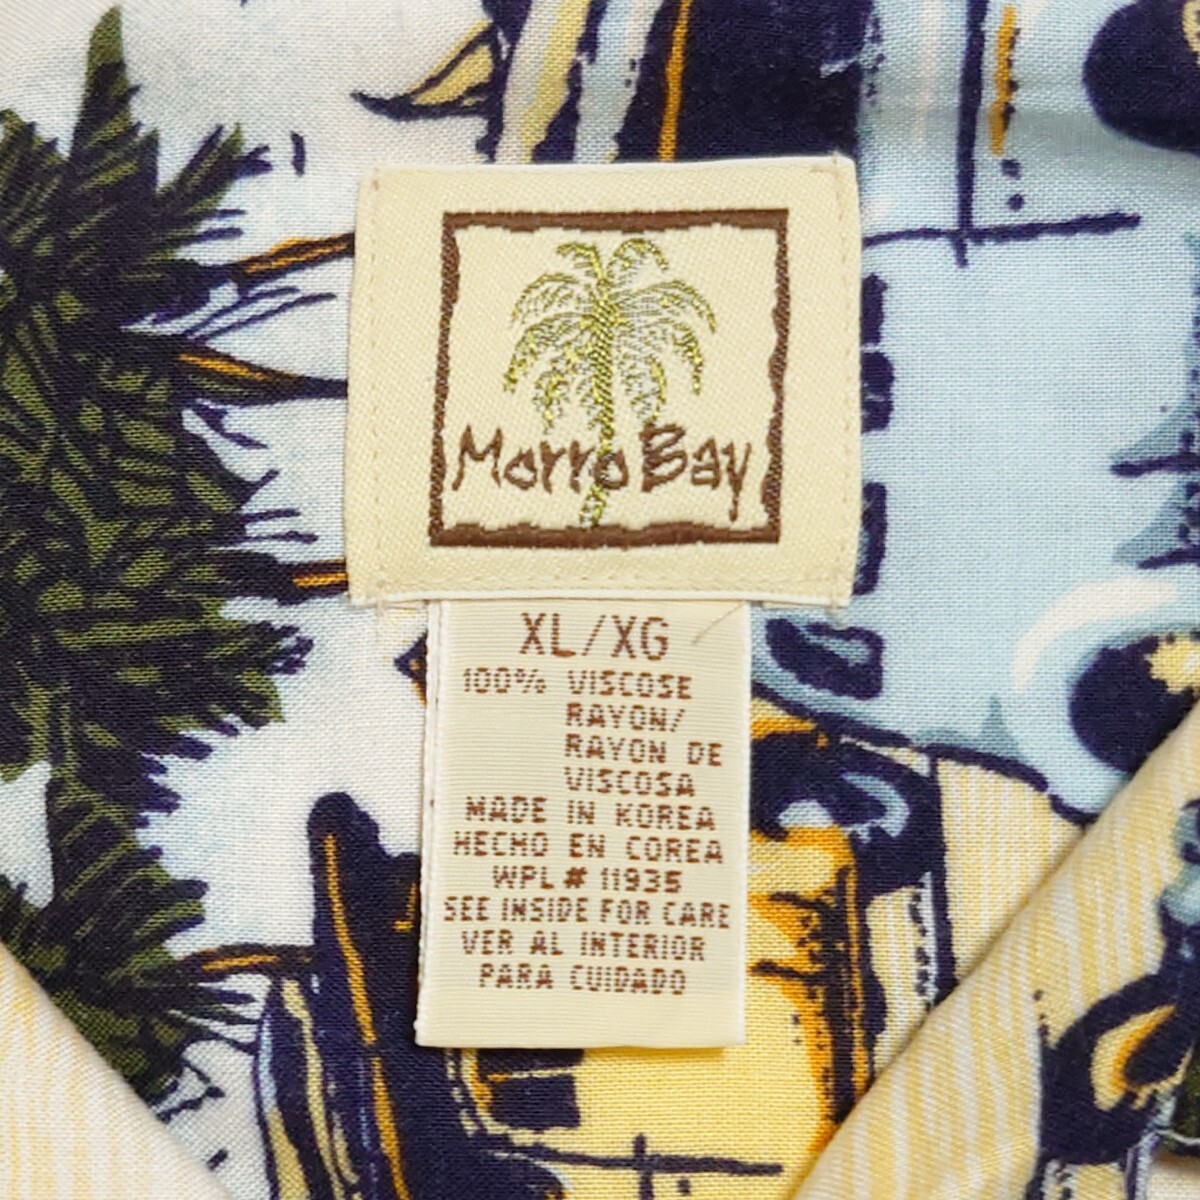 Morro Bay
XL/XG
100% VISCOSE
RAYON/
RAYON DE
VISCOSA
MADE IN KOREA
HECHO EN COREA
WPL # 11935
SEE INSIDE FOR CARE
VER AL INTERIOR
PARA CUIDADO